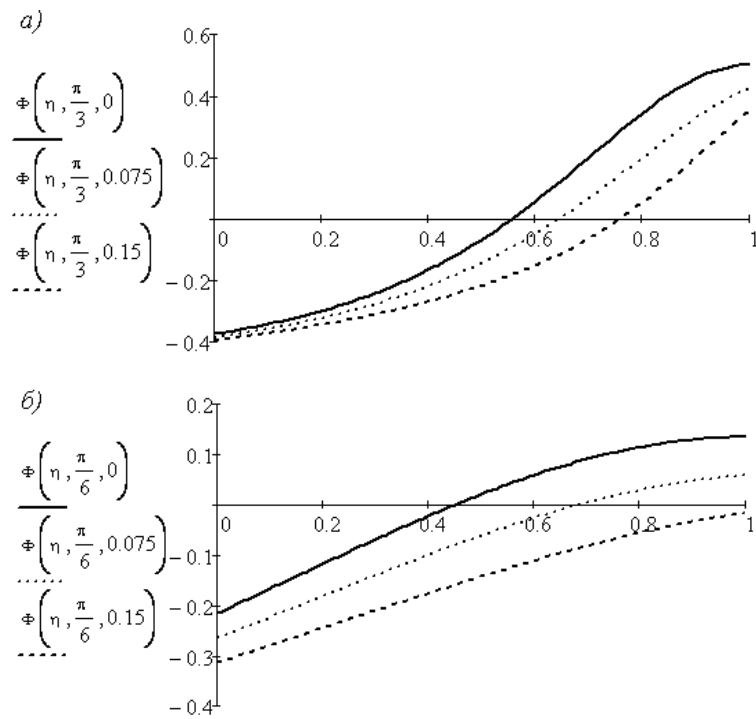 а)
Φ(η, π/3, 0)
Φ(η, π/3, 0.075)
Φ(η, π/3, 0.15)
0.6
0.4
0.2
− 0.2
− 0.4
0 0.2 0.4 0.6 0.8 1
б)
Φ(η, π/6, 0)
Φ(η, π/6, 0.075)
Φ(η, π/6, 0.15)
0.2
0.1
− 0.1
− 0.2
− 0.3
− 0.4
0 0.2 0.4 0.6 0.8 1